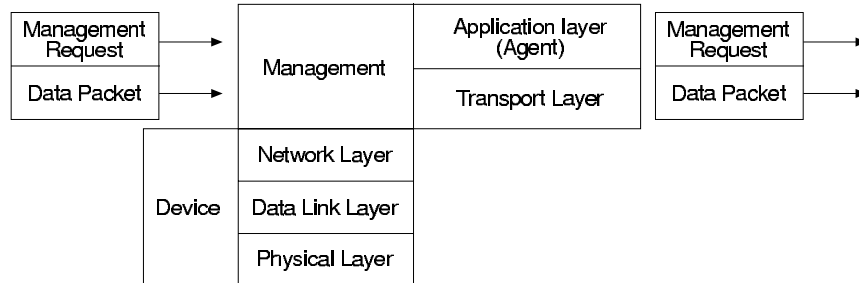 Management
Request
Data Packet
Management
Application layer
(Agent)
Transport Layer
Management
Request
Data Packet
Device
Network Layer
Data Link Layer
Physical Layer